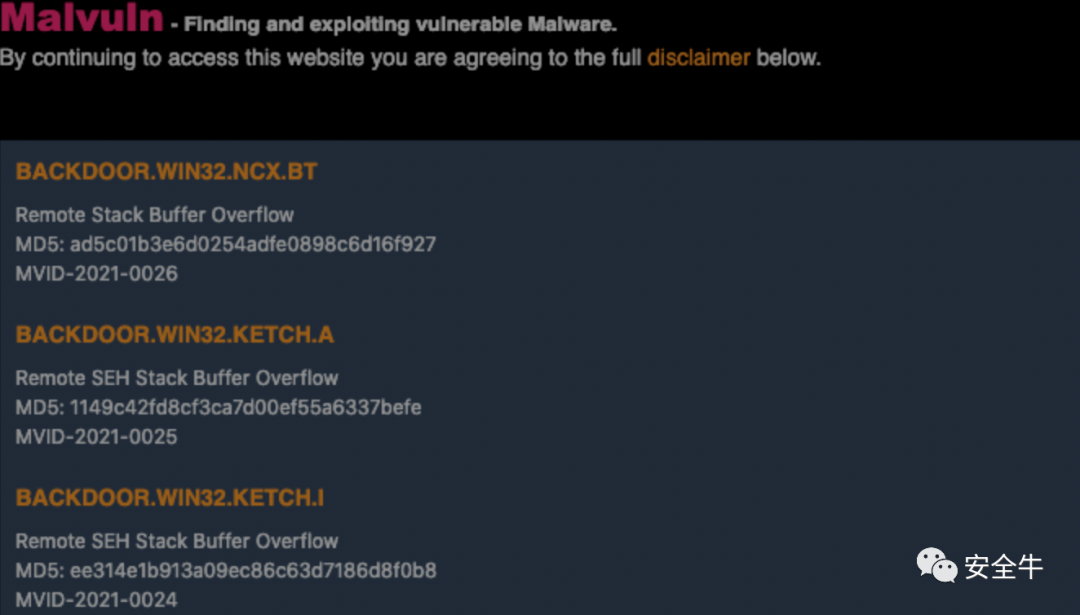 Malvuln - Finding and exploiting vulnerable Malware.
By continuing to access this website you are agreeing to the full disclaimer below.
BACKDOOR.WIN32.NCX.BT
Remote Stack Buffer Overflow
MD5: ad5c01b3e6d0254adfe0898c6d16f927
MVID-2021-0026
BACKDOOR.WIN32.KETCH.A
Remote SEH Stack Buffer Overflow
MD5: 1149c42fd8cf3ca7d00ef55a6337befe
MVID-2021-0025
BACKDOOR.WIN32.KETCH.I
Remote SEH Stack Buffer Overflow
MD5: ee314e1b913a09ec86c63d7186d8f0b8
MVID-2021-0024
安全牛